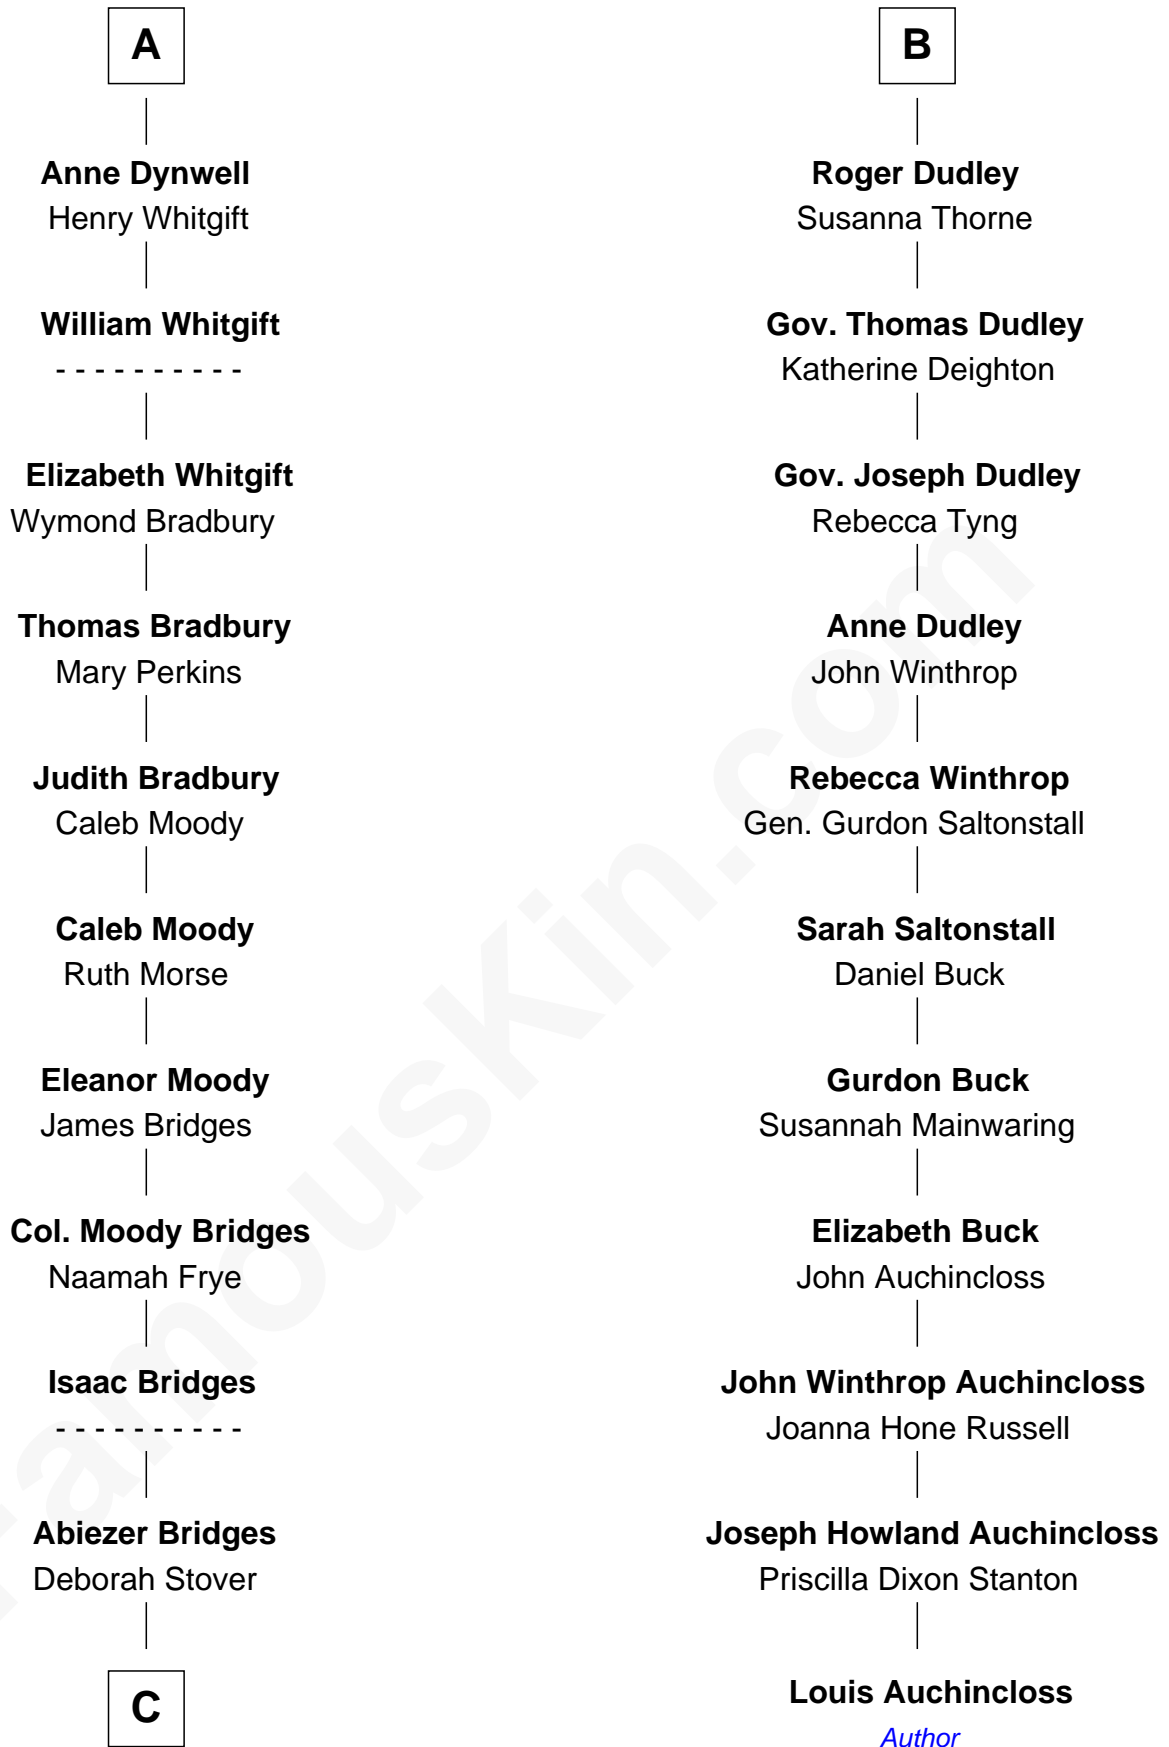 A
Anne Dynwell
Henry Whitgift
William Whitgift
- - - - - - - - - -
Elizabeth Whitgift
Wymond Bradbury
Thomas Bradbury
Mary Perkins
Judith Bradbury
Caleb Moody
Caleb Moody
Ruth Morse
Eleanor Moody
James Bridges
Col. Moody Bridges
Naamah Frye
Isaac Bridges
- - - - - - - - - -
Abiezer Bridges
Deborah Stover
C
B
Roger Dudley
Susanna Thorne
Gov. Thomas Dudley
Katherine Deighton
Gov. Joseph Dudley
Rebecca Tyng
Anne Dudley
John Winthrop
Rebecca Winthrop
Gen. Gurdon Saltonstall
Sarah Saltonstall
Daniel Buck
Gurdon Buck
Susannah Mainwaring
Elizabeth Buck
John Auchincloss
John Winthrop Auchincloss
Joanna Hone Russell
Joseph Howland Auchincloss
Priscilla Dixon Stanton
Louis Auchincloss
Author
FamousKin.com